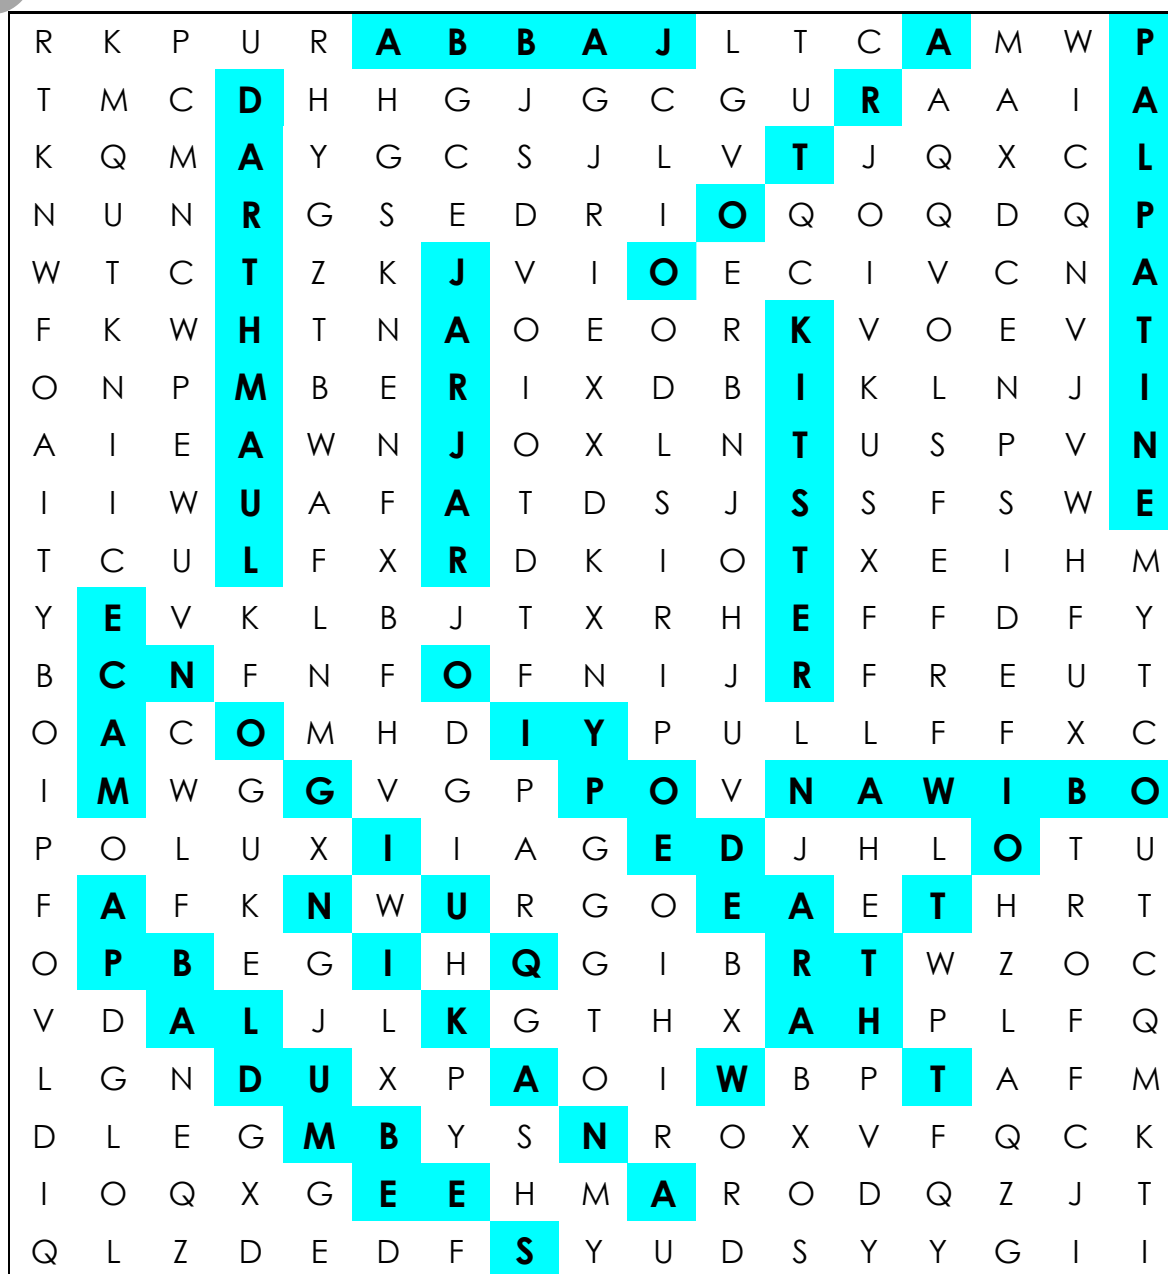 R K P U R A B B A J L T C A M W P
T M C D H H G J G C G U R A A I A
K Q M A Y G C S J L V T J Q X C L
N U N R G S E D R I O Q O Q D Q P
W T C T Z K J V I O E C I V C N A
F K W H T N A O E O R K V O E V T
O N P M B E R I X D B I K L N J I
A I E A W N J O X L N T U S P V N
I I W U A F A T D S J S S F S W E
T C U L F X R D K I O T X E I H M
Y E V K L B J T X R H E F F D F Y
B C N F N F O F N I J R F R E U T
O A C O M H D I Y P U L L F F X C
I M W G G V G P P O V N A W I B O
P O L U X I I A G E D J H L O T U
F A F K N W U R G O E A E T H R T
O P B E G I H Q G I B R T W Z O C
V D A L J L K G T H X A H P L F Q
L G N D U X P A O I W B P T A F M
D L E G M B Y S N R O X V F Q C K
I O Q X G E E H M A R O D Q Z J T
Q L Z D E D F S Y U D S Y Y G I I